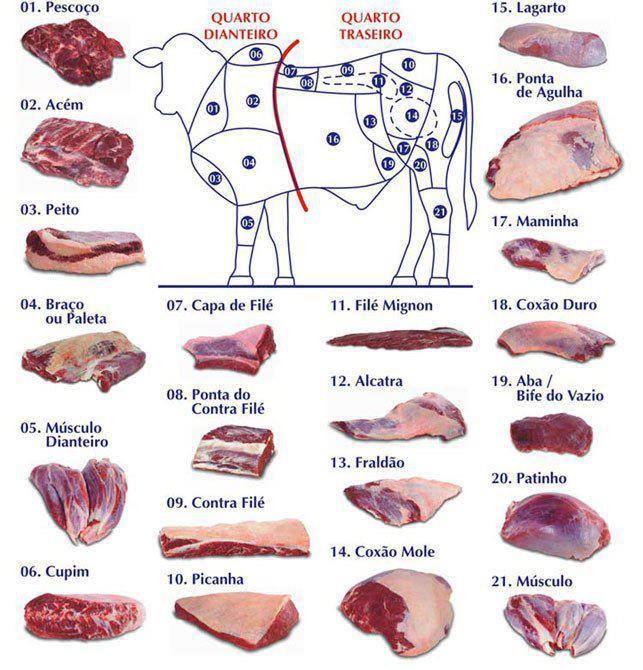 01. Pescoço
QUARTO
DIANTEIRO
QUARTO
TRASEIRO
15. Lagarto
16. Ponta
de Agulha
02. Acém
03. Peito
17. Maminha
04. Braço
ou Paleta
07. Capa de Filé
11. Filé Mignon
18. Coxão Duro
08. Ponta do
Contra Filé
12. Alcatra
19. Aba /
Bife do Vazio
05. Músculo
Dianteiro
13. Fraldão
20. Patinho
09. Contra Filé
14. Coxão Mole
06. Cupim
10. Picanha
21. Músculo
06
07
08
09
10
11
12
01
02
13
14
15
16
17
18
04
03
19
20
05
21